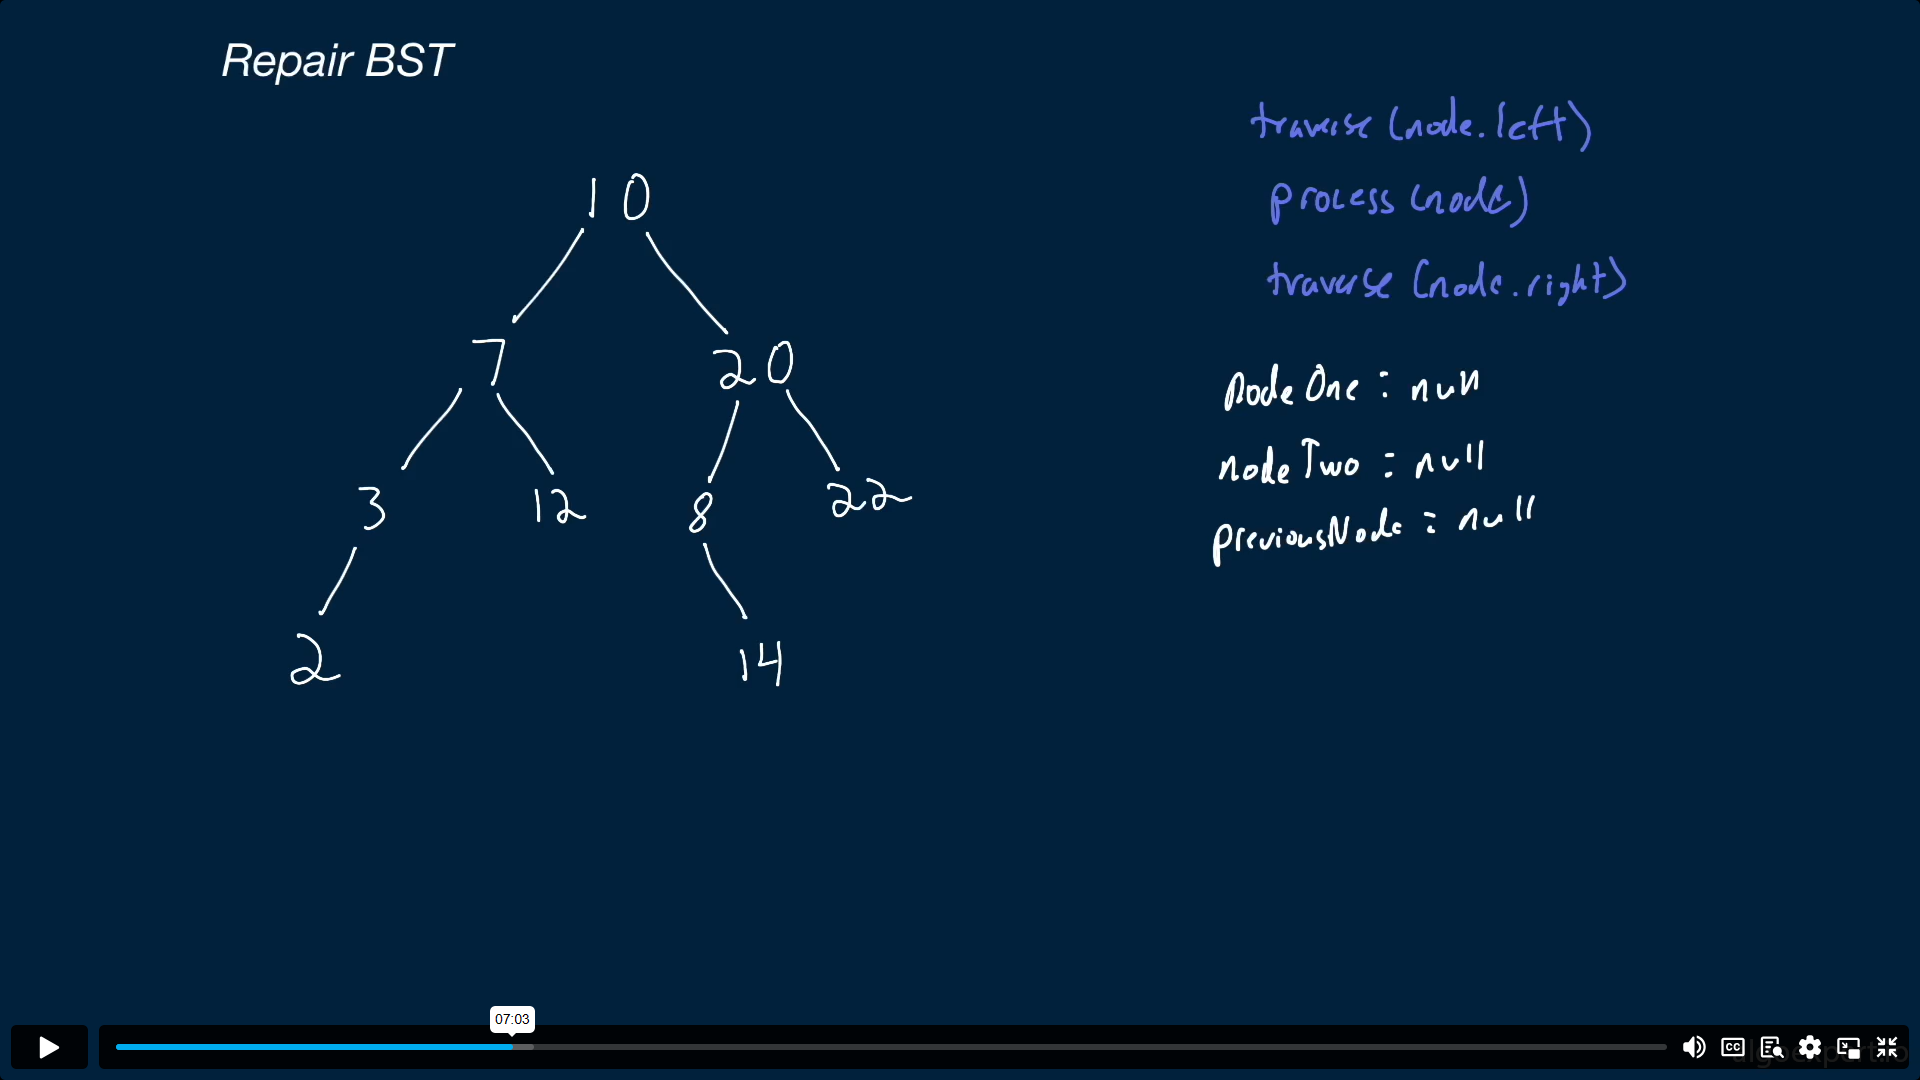 Repair BST
traverse (node.left)
process (node)
traverse (node.right)
10
7
20
3
12
8
22
2
14
nodeOne : null
nodeTwo : null
previousNode : null
07:03
CC